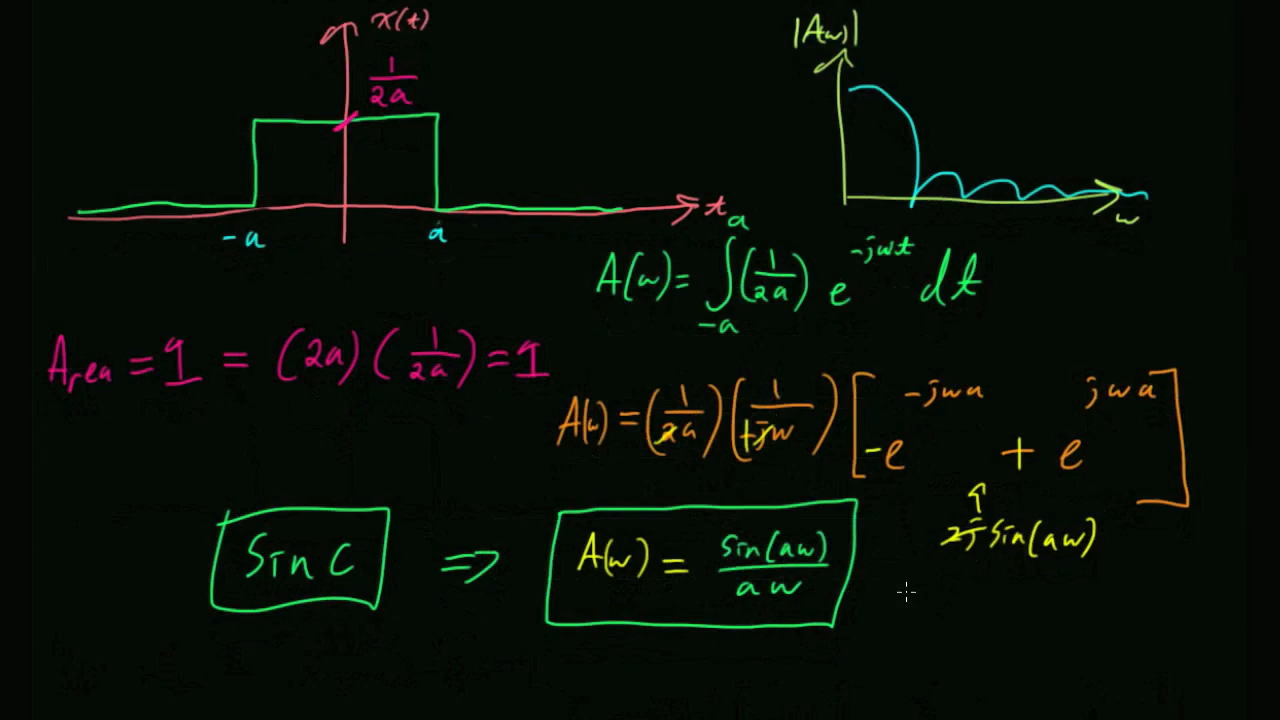 x(t)
1
2a
|A(w)|
-a
a
t
w
A(w) = ∫_{-a}^{a} (1/2a) e^{-jwt} dt
Area = 1 = (2a)(1/2a) = 1
A(w) = (1/2a)(1/+jw)[-e^{-jwa} + e^{jwa}]
2j sin(aw)
Sinc ⇒ A(w) = sin(aw)/aw